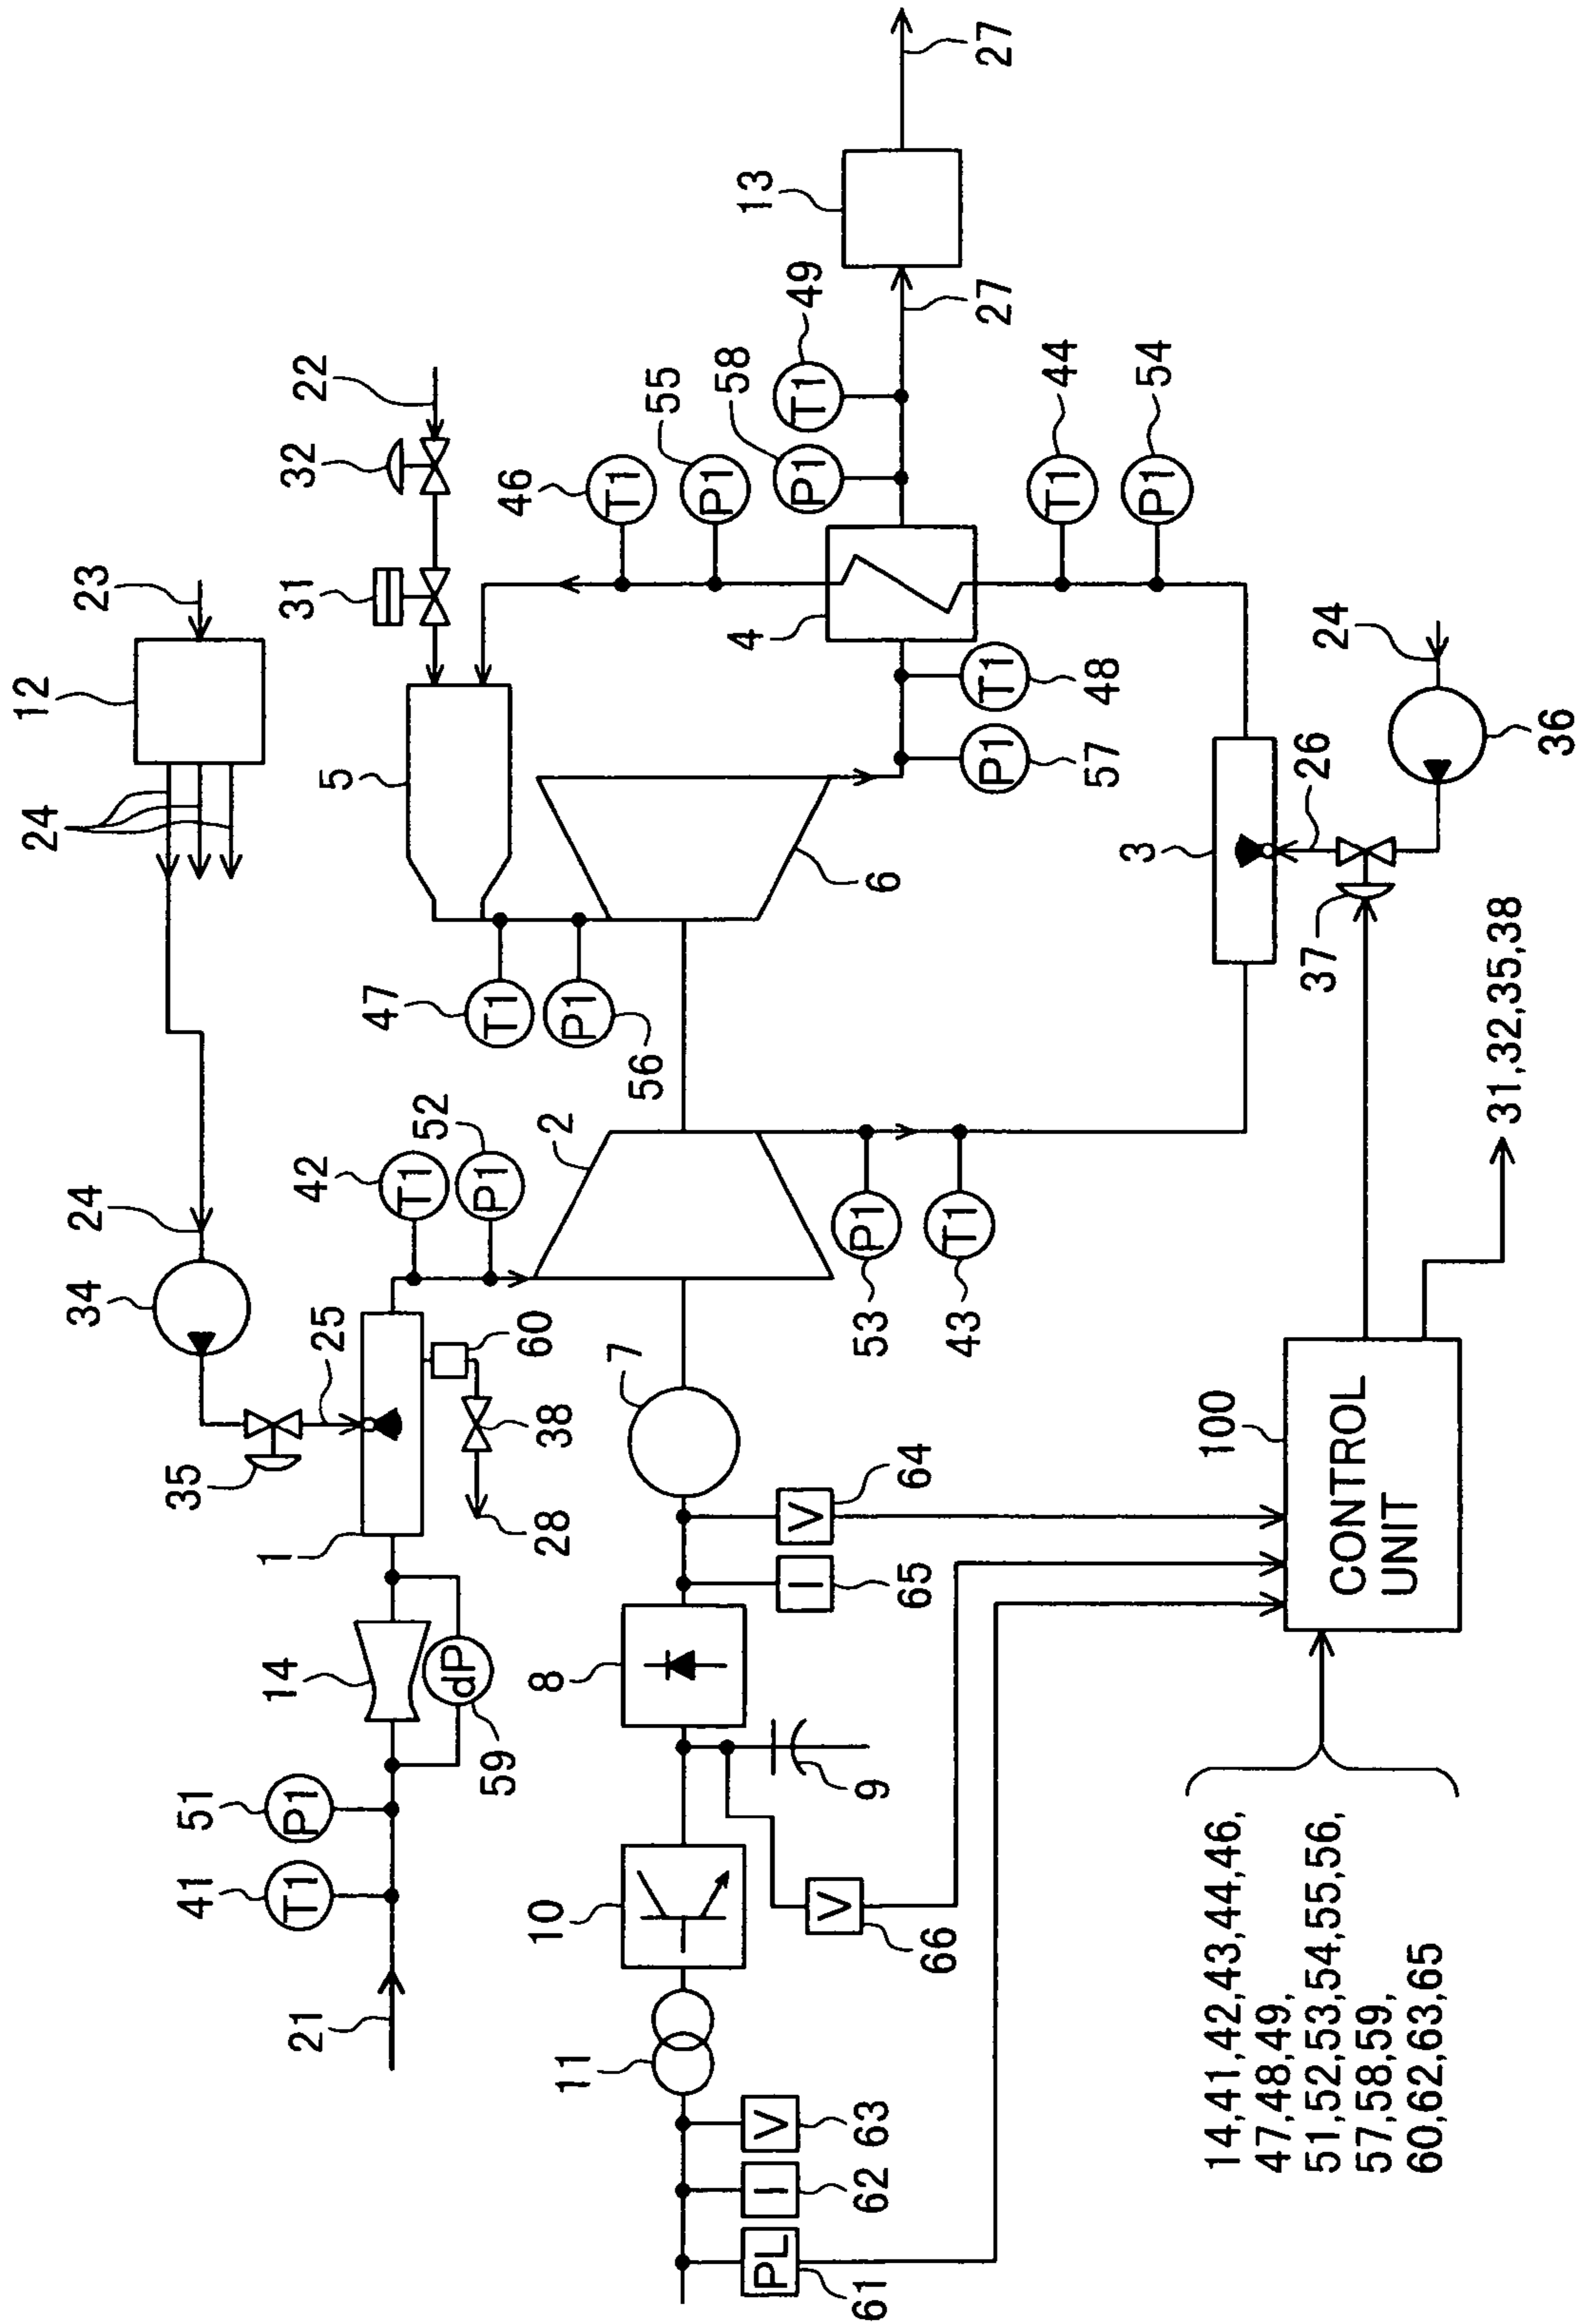 12
23
24
22
32
31
24
34
25
35
5
46
T1
55
P1
58
P1
49
T1
13
27
27
47
T1
P1
56
6
4
T1
48
P1
57
44
T1
54
P1
42
T1
52
P1
2
53
P1
43
T1
3
26
24
36
37
21
41
T1
51
P1
14
dP
59
1
60
38
28
7
64
V
65
I
8
9
10
66
V
11
63
V
62
I
61
PL
100
CONTROL
UNIT
31,32,35,38
14,41,42,43,44,46,
47,48,49,
51,52,53,54,55,56,
57,58,59,
60,62,63,65